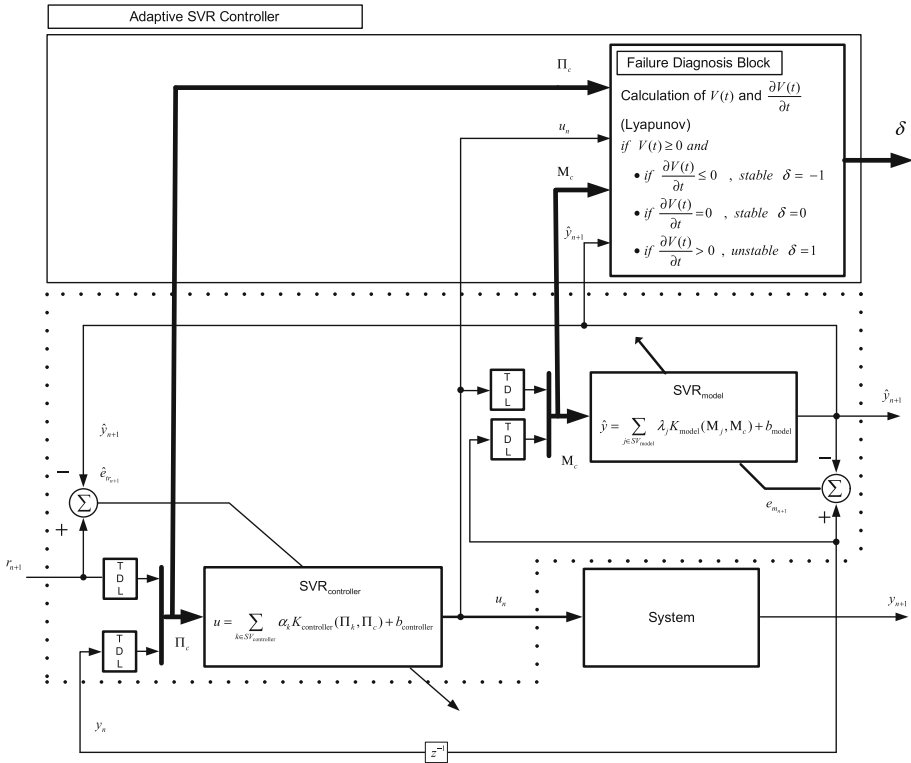 Adaptive SVR Controller
Π_c
Failure Diagnosis Block
Calculation of V(t) and ∂V(t)/∂t
(Lyapunov)
u_n
if V(t) ≥ 0 and
δ
M_c
• if ∂V(t)/∂t ≤ 0 , stable δ = −1
• if ∂V(t)/∂t = 0 , stable δ = 0
ŷ_{n+1}
• if ∂V(t)/∂t > 0 , unstable δ = 1
T
D
L
T
D
L
M_c
SVR_model
ŷ = ∑_{j∈SV_model} λ_j K_model (M_j, M_c) + b_model
ŷ_{n+1}
ŷ_{n+1}
−
ê_{tr_{n+1}}
∑
+
−
∑
+
e_{m_{n+1}}
r_{n+1}
T
D
L
T
D
L
Π_c
SVR_controller
u = ∑_{k∈SV_controller} α_k K_controller (Π_k, Π_c) + b_controller
u_n
System
y_{n+1}
y_n
z^{-1}